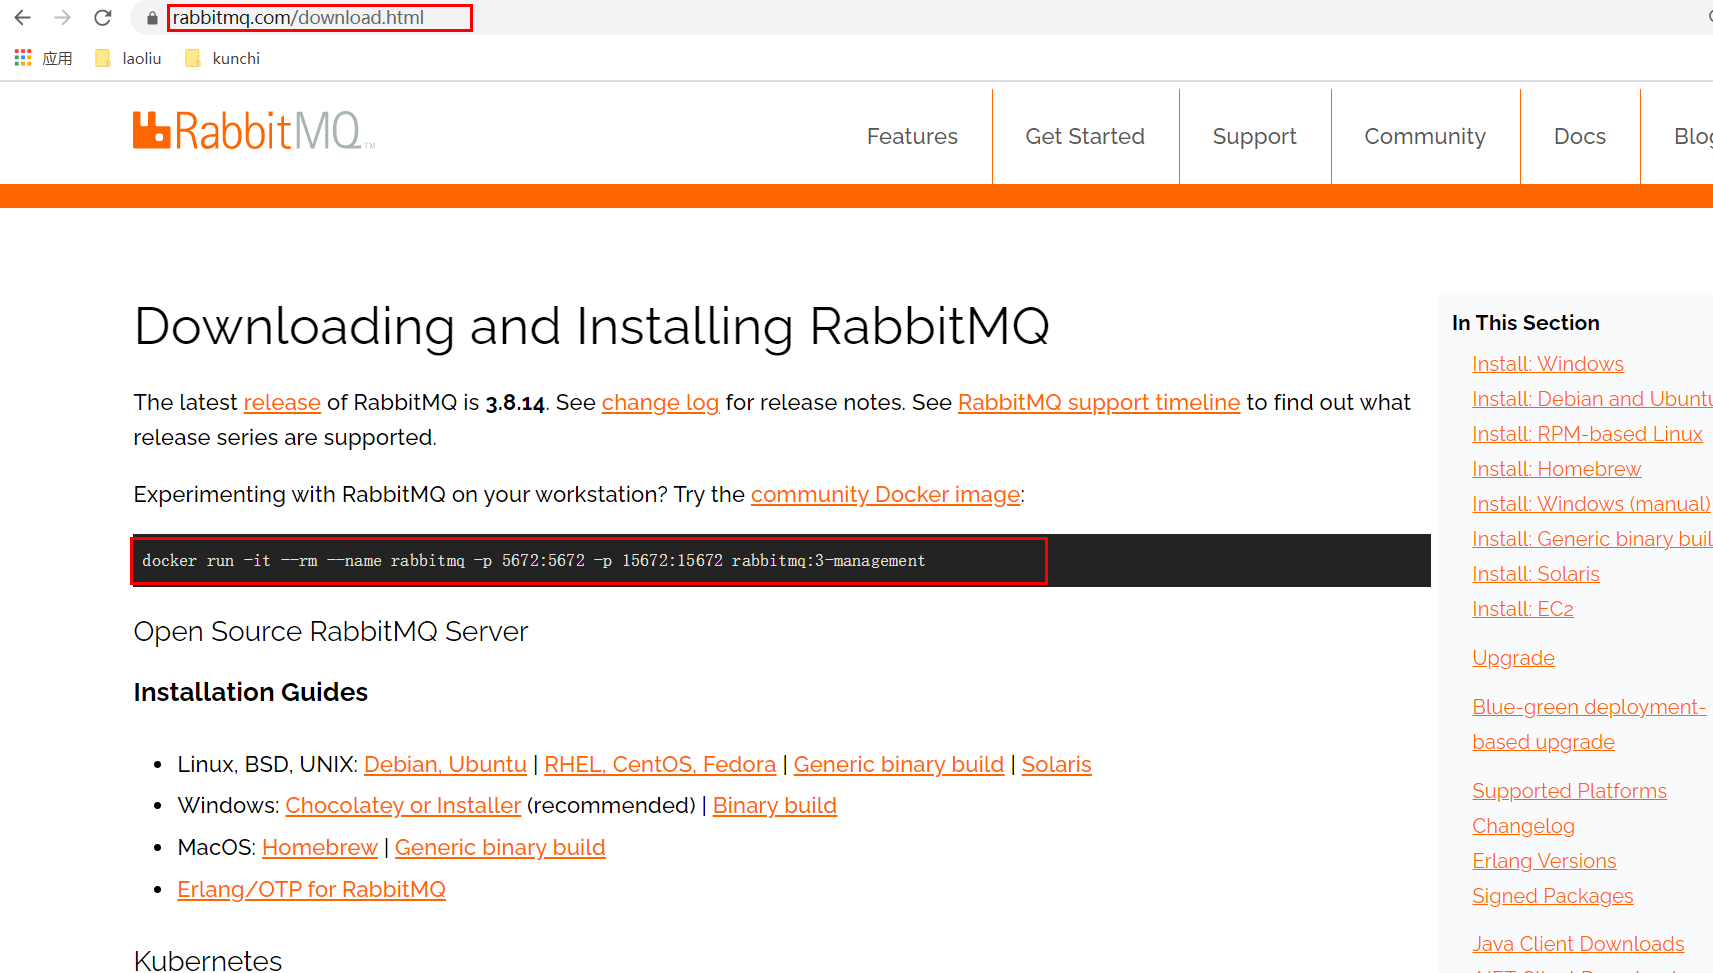 rabbitmq.com/download.html
应用 laoliu kunchi
RabbitMQ TM
Features Get Started Support Community Docs
Downloading and Installing RabbitMQ
The latest release of RabbitMQ is 3.8.14. See change log for release notes. See RabbitMQ support timeline to find out what
release series are supported.
Experimenting with RabbitMQ on your workstation? Try the community Docker image:
docker run -it --rm --name rabbitmq -p 5672:5672 -p 15672:15672 rabbitmq:3-management
Open Source RabbitMQ Server
Installation Guides
Linux, BSD, UNIX: Debian, Ubuntu | RHEL, CentOS, Fedora | Generic binary build | Solaris
Windows: Chocolatey or Installer (recommended) | Binary build
MacOS: Homebrew | Generic binary build
Erlang/OTP for RabbitMQ
Kubernetes
In This Section
Install: Windows
Install: Debian and Ubuntu
Install: RPM-based Linux
Install: Homebrew
Install: Windows (manual)
Install: Generic binary buil
Install: Solaris
Install: EC2
Upgrade
Blue-green deployment-
based upgrade
Supported Platforms
Changelog
Erlang Versions
Signed Packages
Java Client Downloads